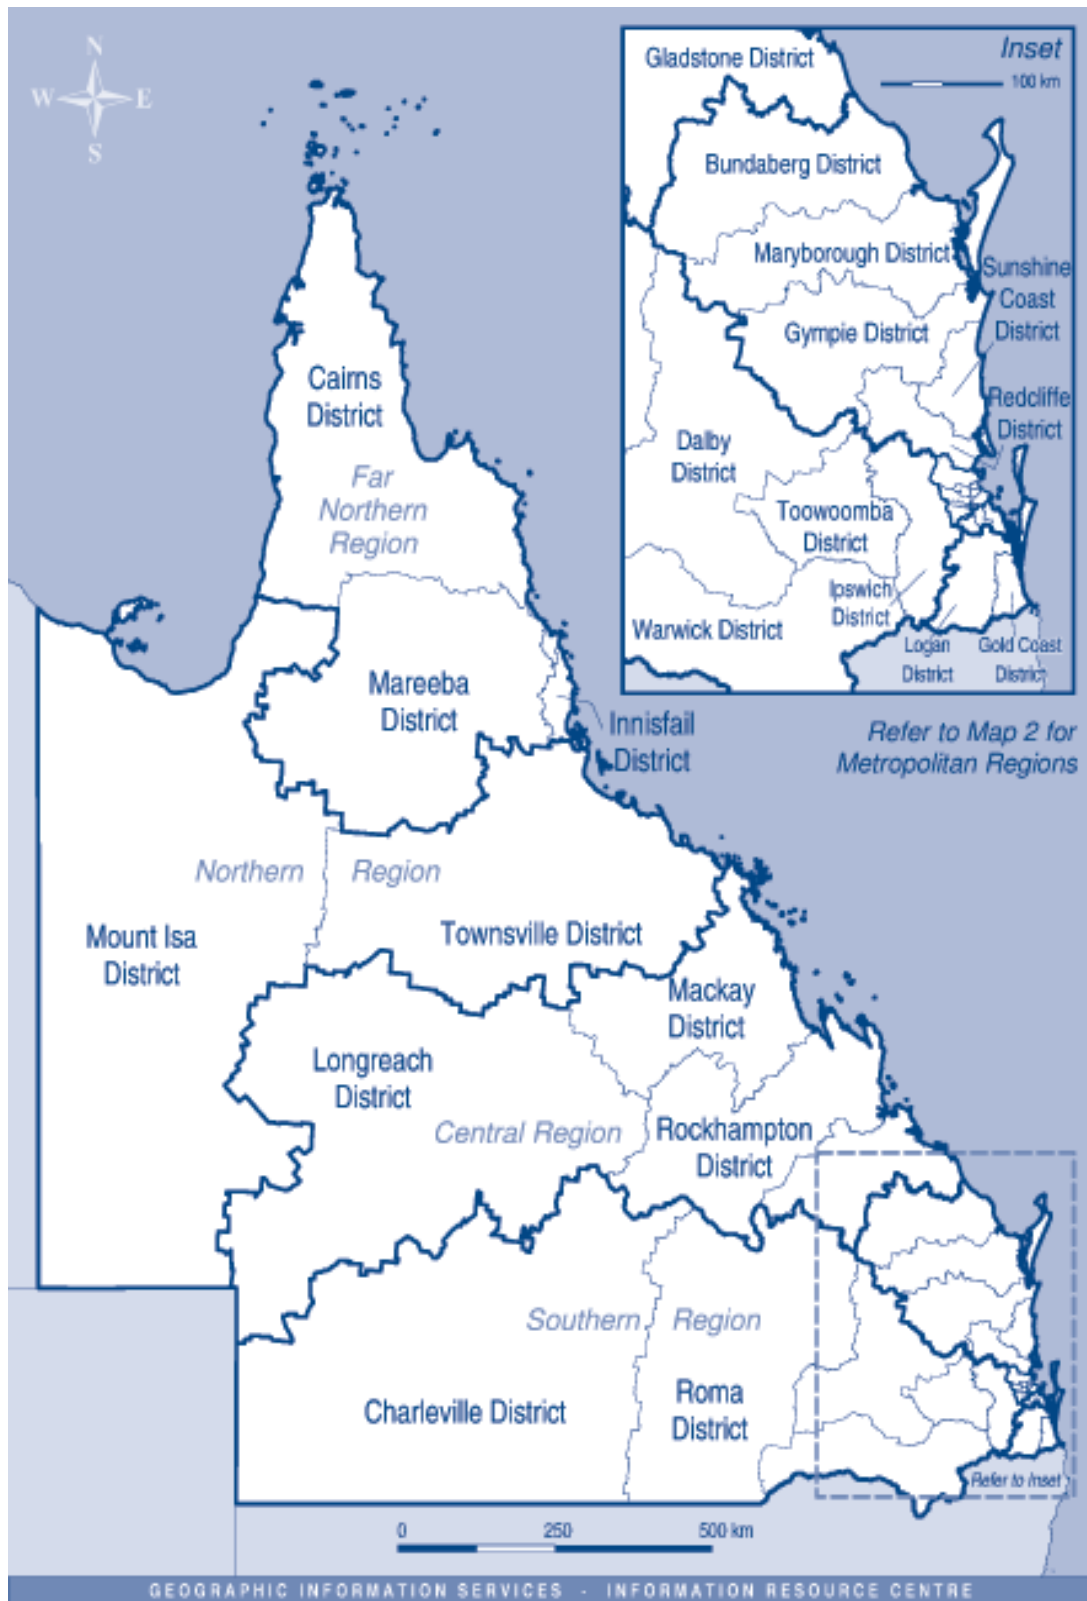 N
W E
S
Inset
100 km
Gladstone District
Bundaberg District
Maryborough District
Sunshine
Coast
District
Gympie District
Redcliffe
District
Dalby
District
Toowoomba
District
Ipswich
District
Warwick District
Logan
District
Gold Coast
District
Refer to Map 2 for
Metropolitan Regions
Cairns
District
Far
Northern
Region
Mareeba
District
Innisfail
District
Northern Region
Mount Isa
District
Townsville District
Mackay
District
Longreach
District
Central Region
Rockhampton
District
Southern Region
Charleville District
Roma
District
Refer to Inset
0 250 500 km
GEOGRAPHIC INFORMATION SERVICES - INFORMATION RESOURCE CENTRE